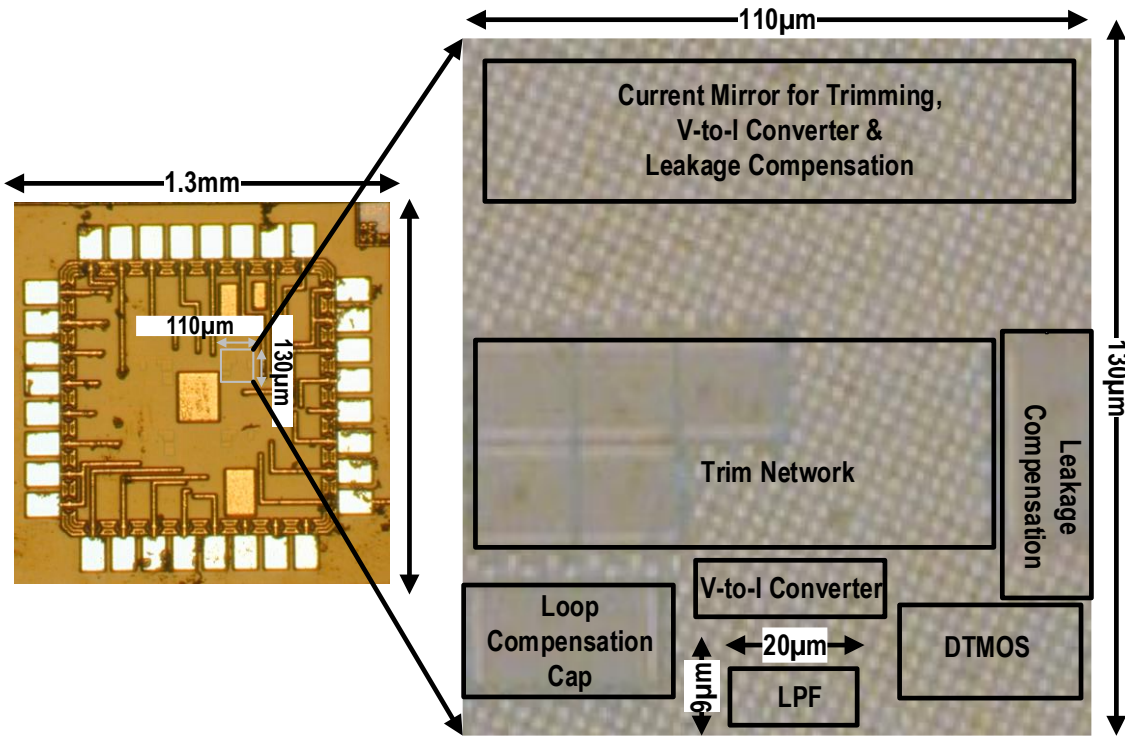 110µm
Current Mirror for Trimming,
V-to-I Converter &
Leakage Compensation
1.3mm
110µm
130µm
130µm
Trim Network
Leakage
Compensation
V-to-I Converter
Loop
Compensation
Cap
20µm
9µm
LPF
DTMOS